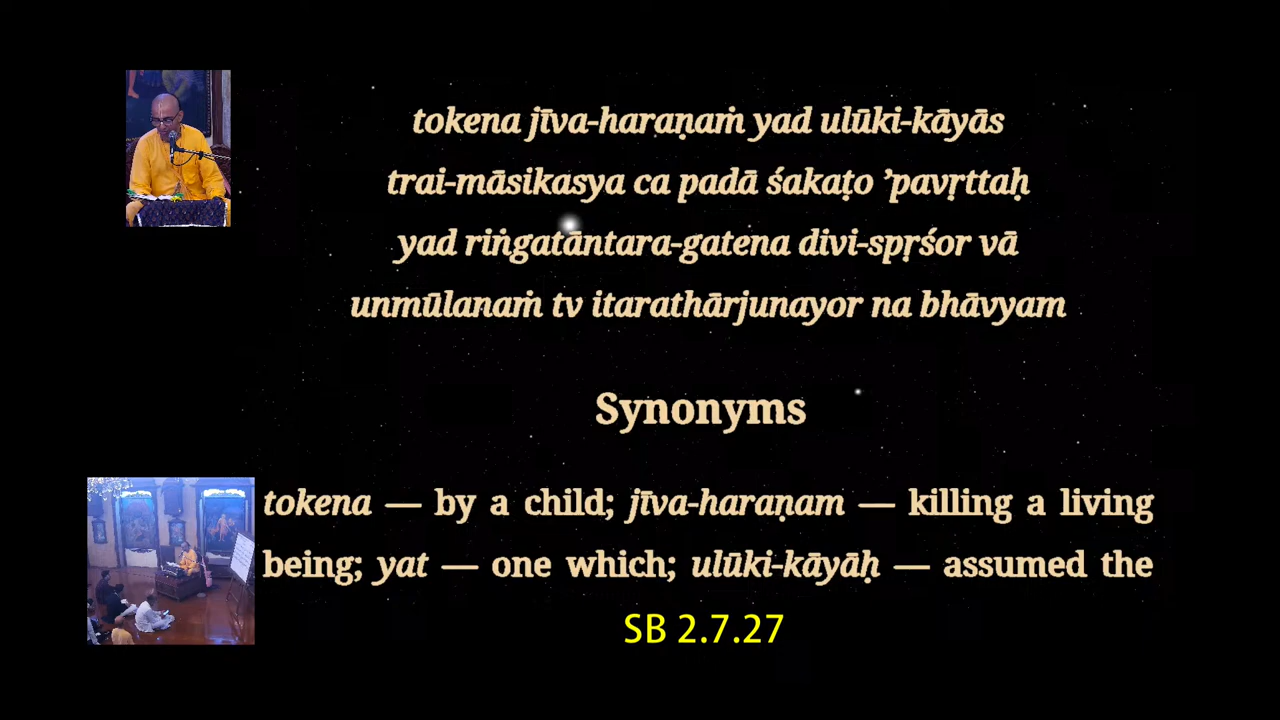 tokena jīva-haraṇaṁ yad ulūki-kāyās
trai-māsikasya ca padā śakaṭo ’pavṛttaḥ
yad riṅgatāntara-gatena divi-spṛśor vā
unmūlanaṁ tv itarathārjunayor na bhāvyam
Synonyms
tokena — by a child; jīva-haraṇam — killing a living
being; yat — one which; ulūki-kāyāḥ — assumed the
SB 2.7.27